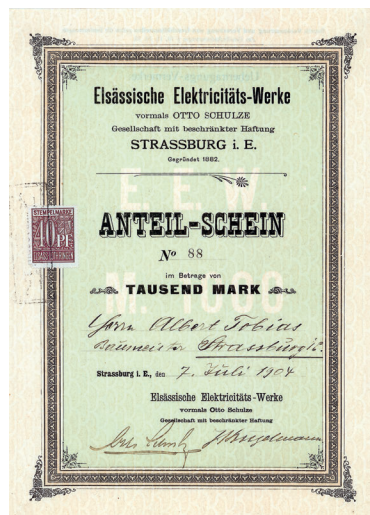 Elsässische Elektricitäts-Werke
vormals OTTO SCHULZE
Gesellschaft mit beschränkter Haftung
STRASSBURG i. E.
Gegründet 1882.
E. E. W.
ANTEIL-SCHEIN
No 88
im Betrage von
M. 1000
TAUSEND MARK
STEMPELMARKE
10 PF
Herrn Albert Tobias
Baumeister Strassburg i/E.
Strassburg i. E., den 7. Juli 1904
Elsässische Elektricitäts-Werke
vormals Otto Schulze
Gesellschaft mit beschränkter Haftung